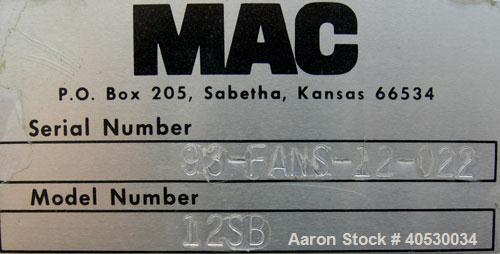 MAC
P.O. Box 205, Sabetha, Kansas 66534
Serial Number
93-FANS-12-022
Model Number
12SB
Aaron Stock # 40530034